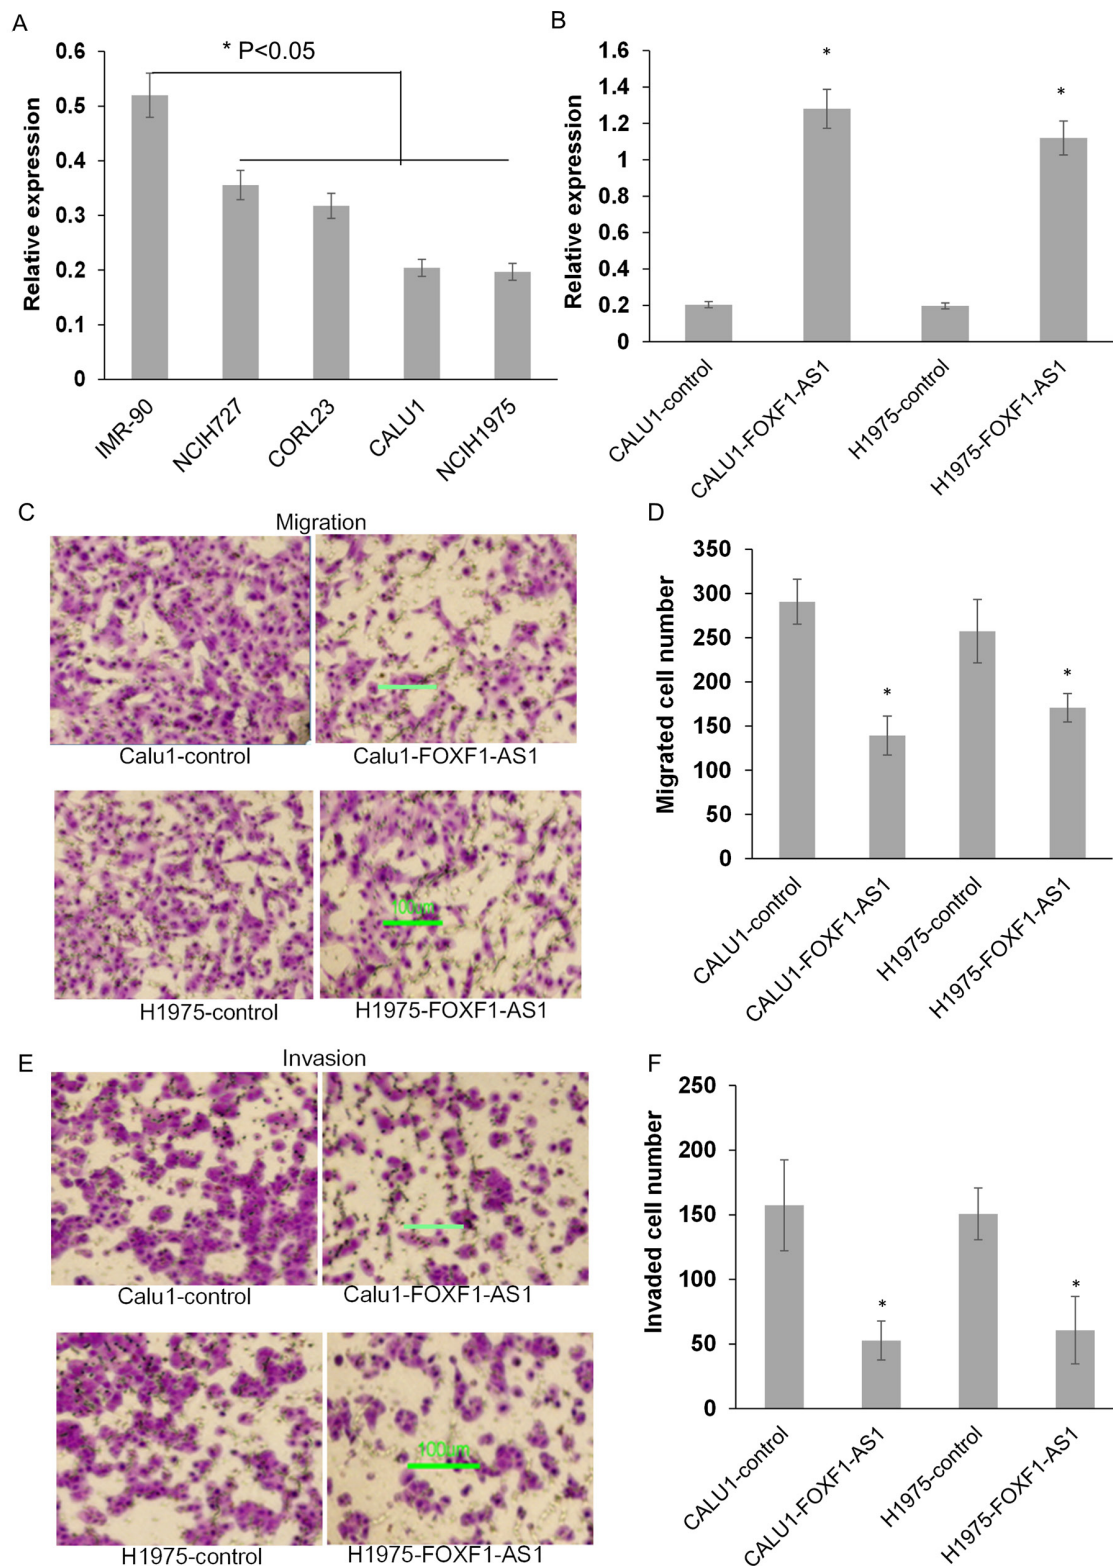 A
* P<0.05
Relative expression
0.6
0.5
0.4
0.3
0.2
0.1
0
IMR-90
NCIH727
CORL23
CALU1
NCIH1975
B
Relative expression
1.6
1.4
1.2
1
0.8
0.6
0.4
0.2
0
*
*
CALU1-control
CALU1-FOXF1-AS1
H1975-control
H1975-FOXF1-AS1
C
Migration
Calu1-control
Calu1-FOXF1-AS1
100µm
H1975-control
H1975-FOXF1-AS1
D
Migrated cell number
350
300
250
200
150
100
50
0
*
*
CALU1-control
CALU1-FOXF1-AS1
H1975-control
H1975-FOXF1-AS1
E
Invasion
Calu1-control
Calu1-FOXF1-AS1
100µm
H1975-control
H1975-FOXF1-AS1
F
Invaded cell number
250
200
150
100
50
0
*
*
CALU1-control
CALU1-FOXF1-AS1
H1975-control
H1975-FOXF1-AS1